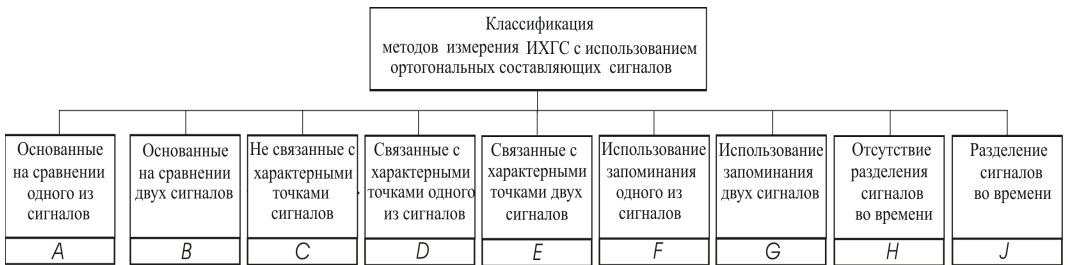 Классификация
методов измерения ИХГС с использованием
ортогональных составляющих сигналов
Основанные
на сравнении
одного из
сигналов
A
Основанные
на сравнении
двух сигналов
B
Не связанные с
характерными
точками
сигналов
C
Связанные с
характерными
точками одного
из сигналов
D
Связанные с
характерными
точками двух
сигналов
E
Использование
запоминания
одного из
сигналов
F
Использование
запоминания
двух сигналов
G
Отсутствие
разделения
сигналов
во времени
H
Разделение
сигналов
во времени
J